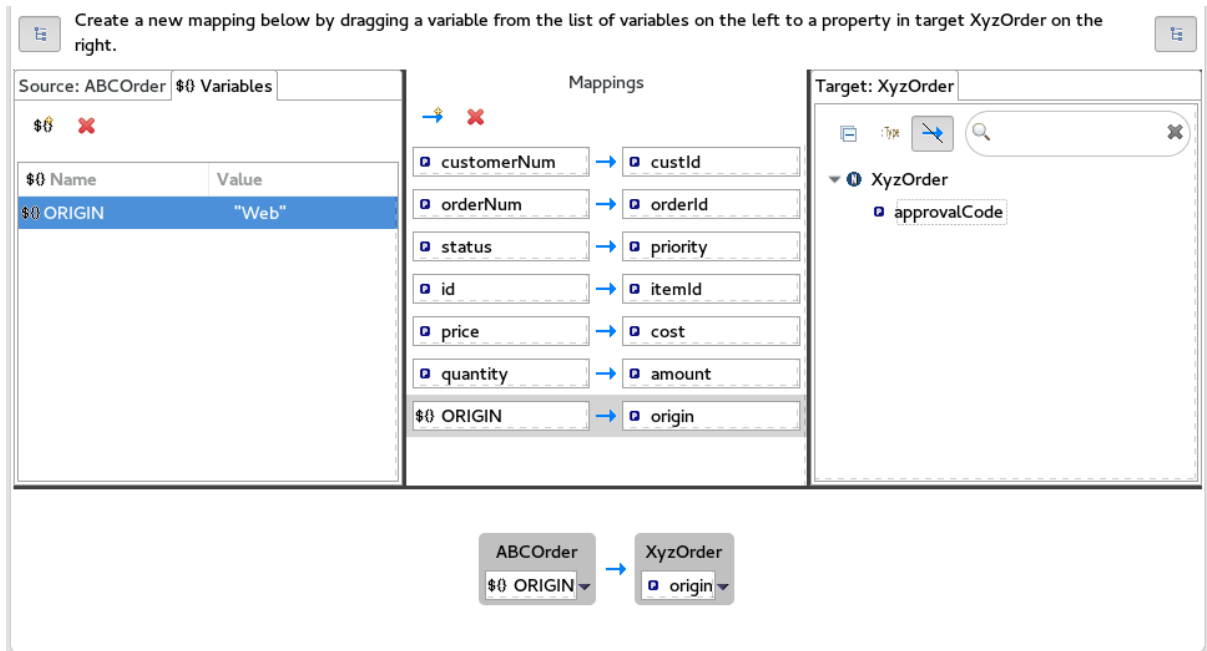 Create a new mapping below by dragging a variable from the list of variables on the left to a property in target XyzOrder on the
right.
Source: ABCOrder ${} Variables
${} Name Value
${} ORIGIN "Web"
Mappings
customerNum custId
orderNum orderId
status priority
id itemId
price cost
quantity amount
${} ORIGIN origin
Target: XyzOrder
: Type
XyzOrder
approvalCode
ABCOrder XyzOrder
${} ORIGIN origin